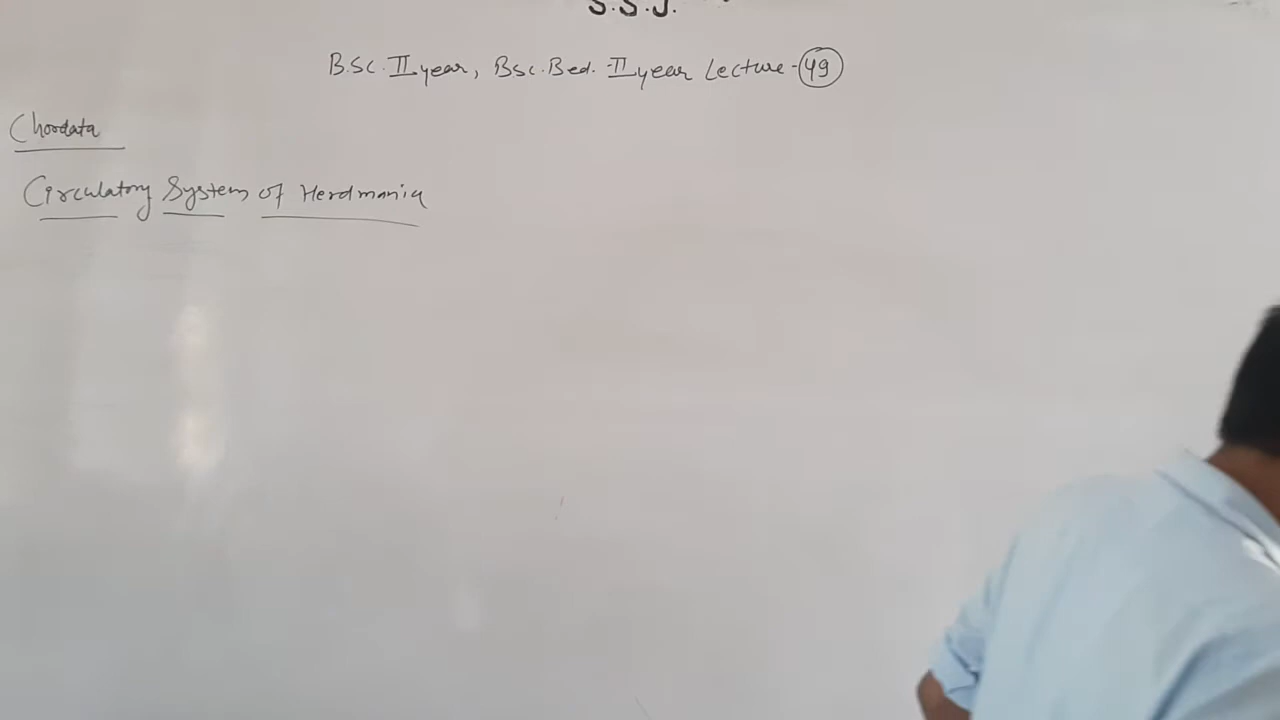 S.S.J.
B.Sc. II year, Bsc.Bed. II year Lecture-49
Chordata
Circulatory System of Herdmania